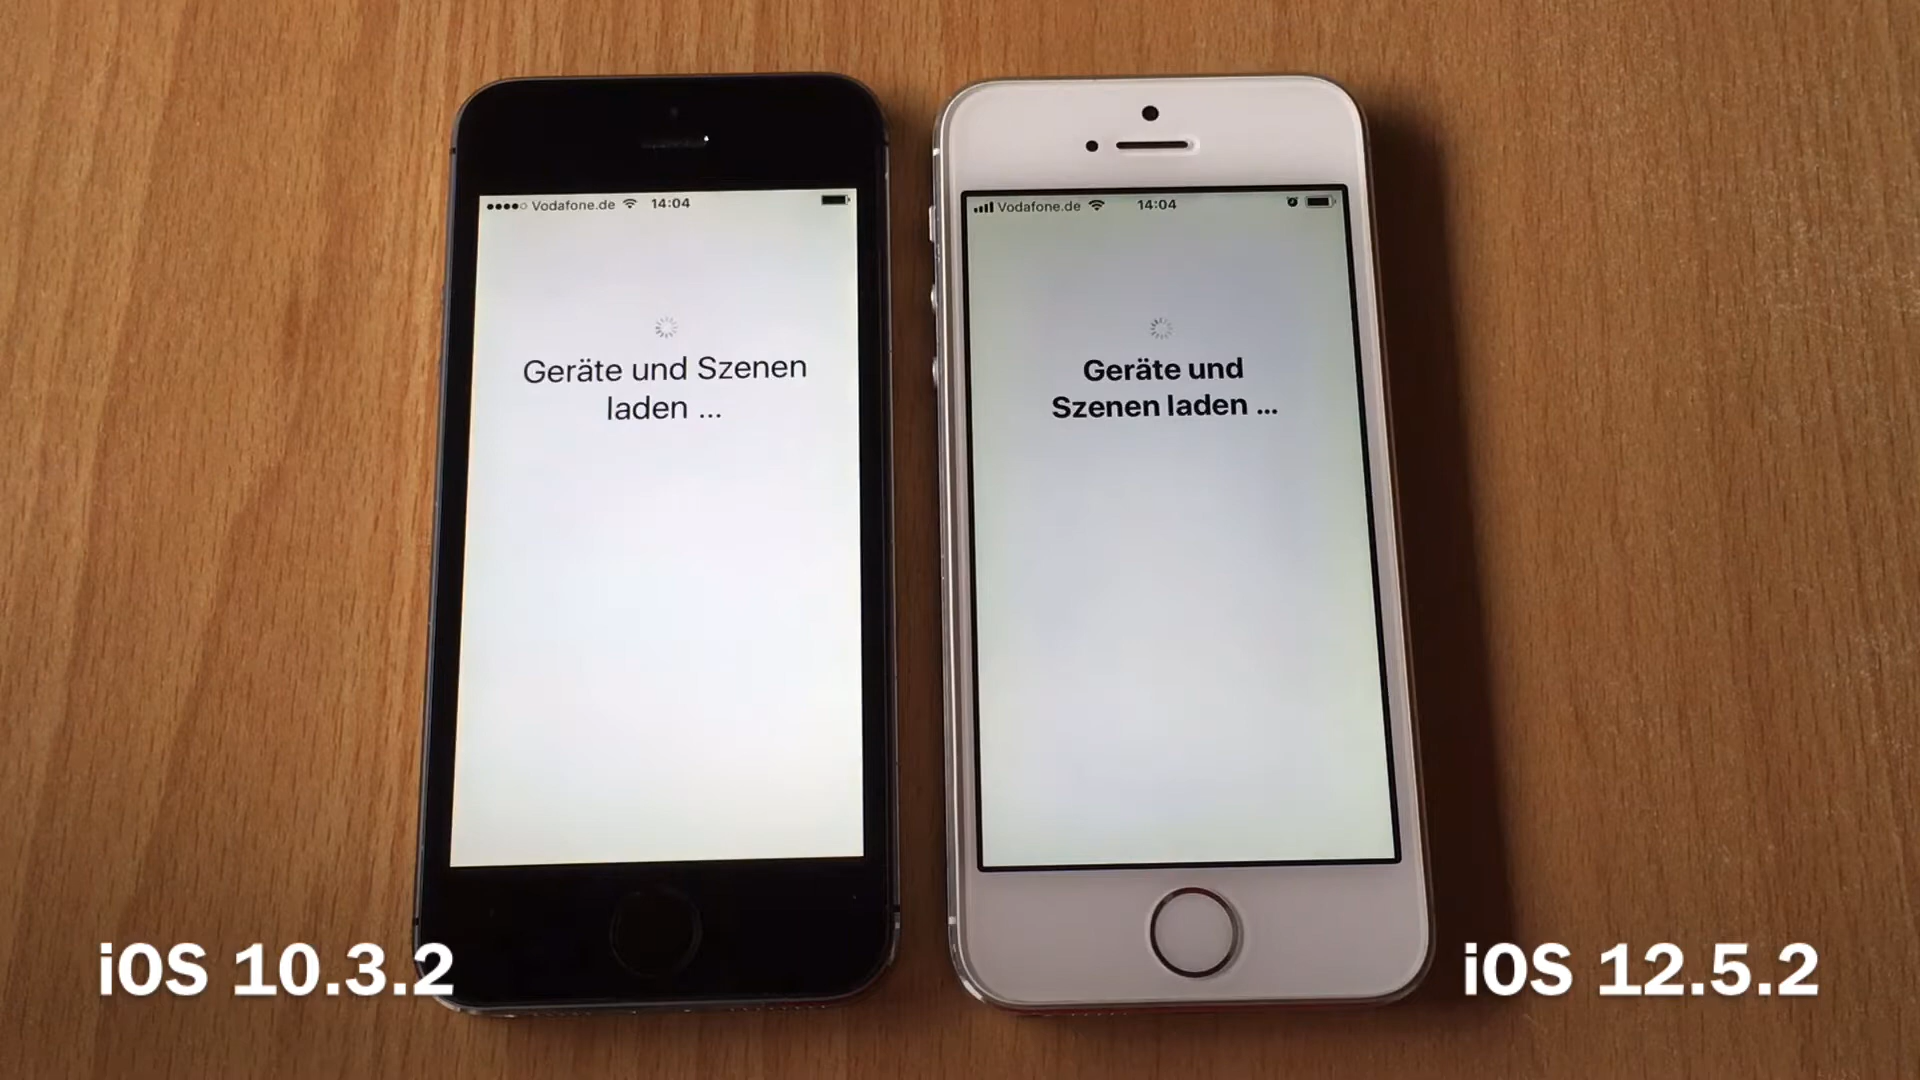 Vodafone.de 14:04
Geräte und Szenen
laden ...
Vodafone.de 14:04
Geräte und
Szenen laden ...
iOS 10.3.2
iOS 12.5.2